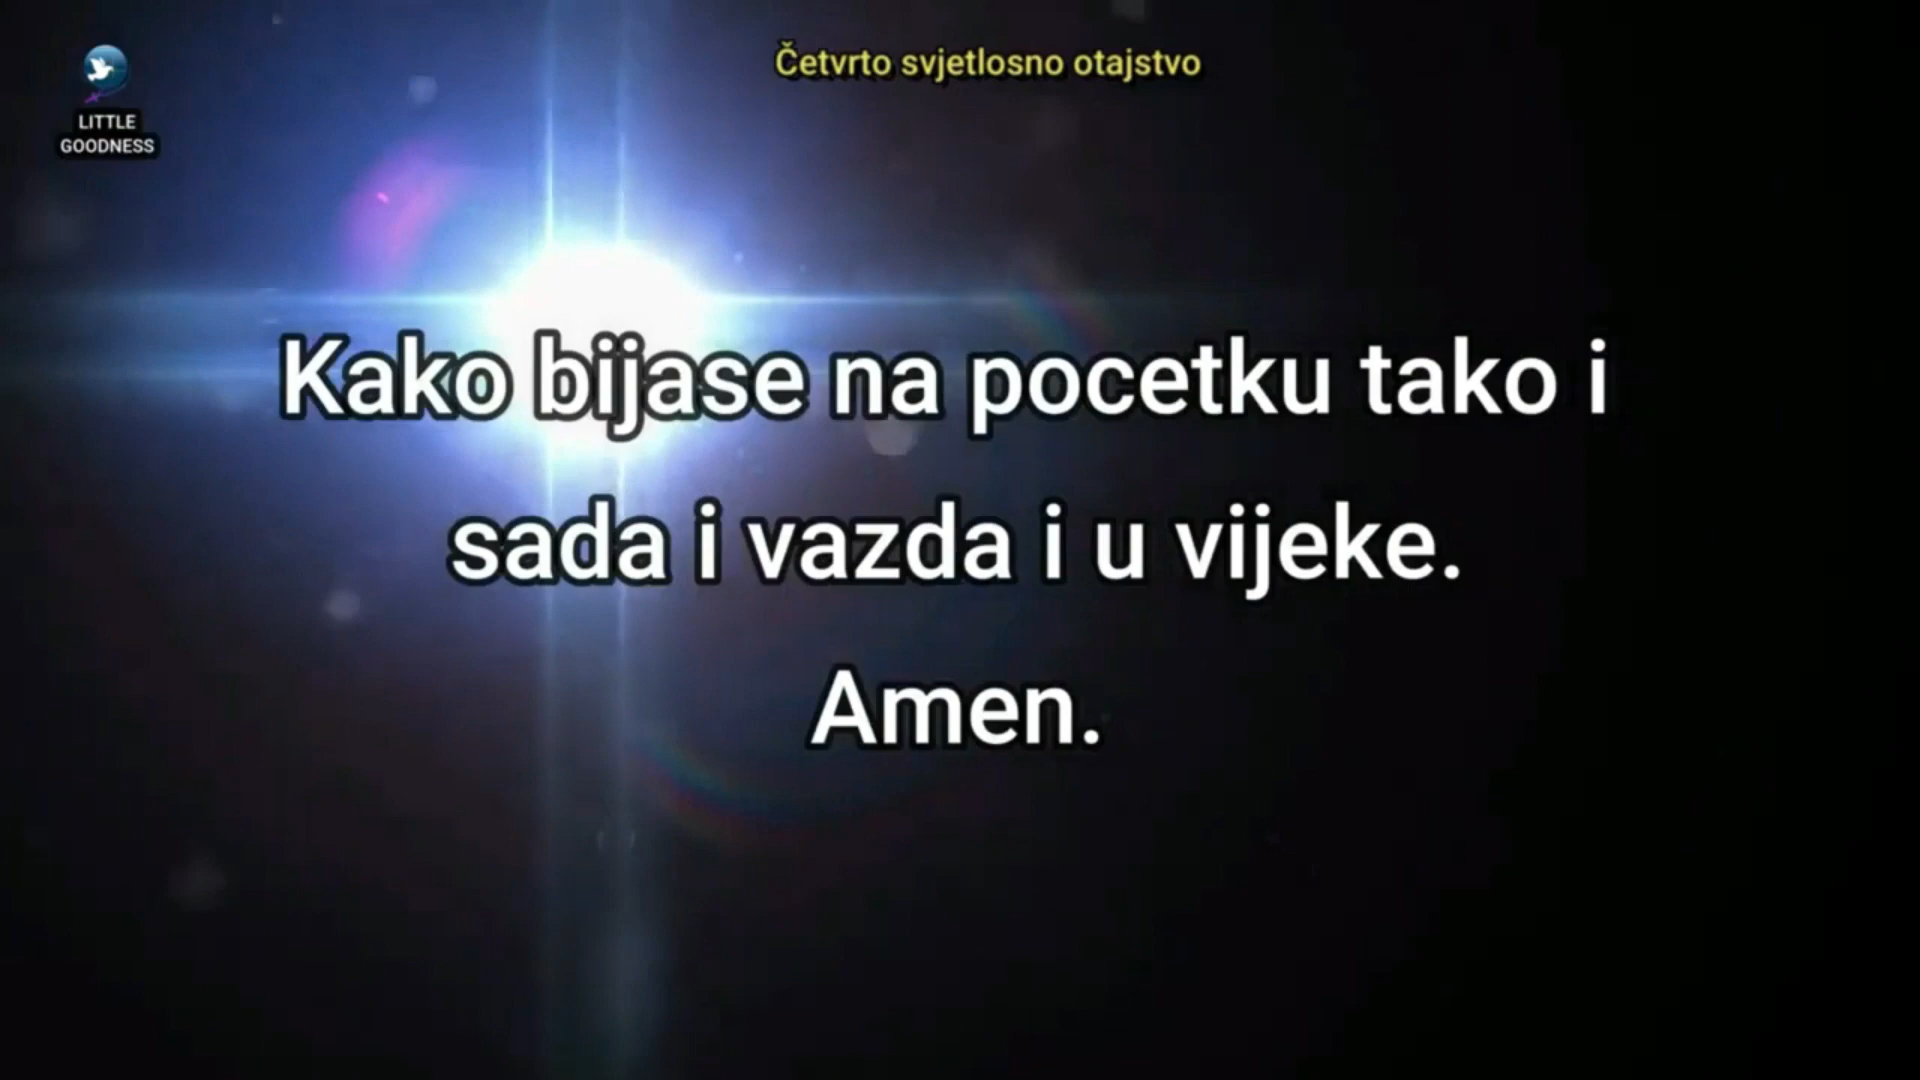 Četvrto svjetlosno otajstvo
LITTLE
GOODNESS
Kako bijase na pocetku tako i
sada i vazda i u vijeke.
Amen.